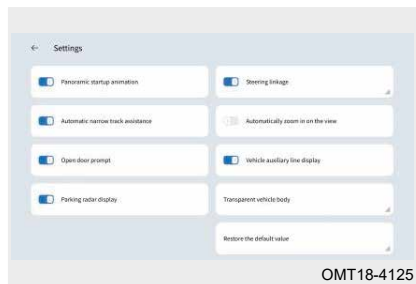 ← Settings
Panoramic startup animation
Steering linkage
Automatic narrow track assistance
Automatically zoom in on the view
Open door prompt
Vehicle auxiliary line display
Parking radar display
Transparent vehicle body
Restore the default value
OMT18-4125